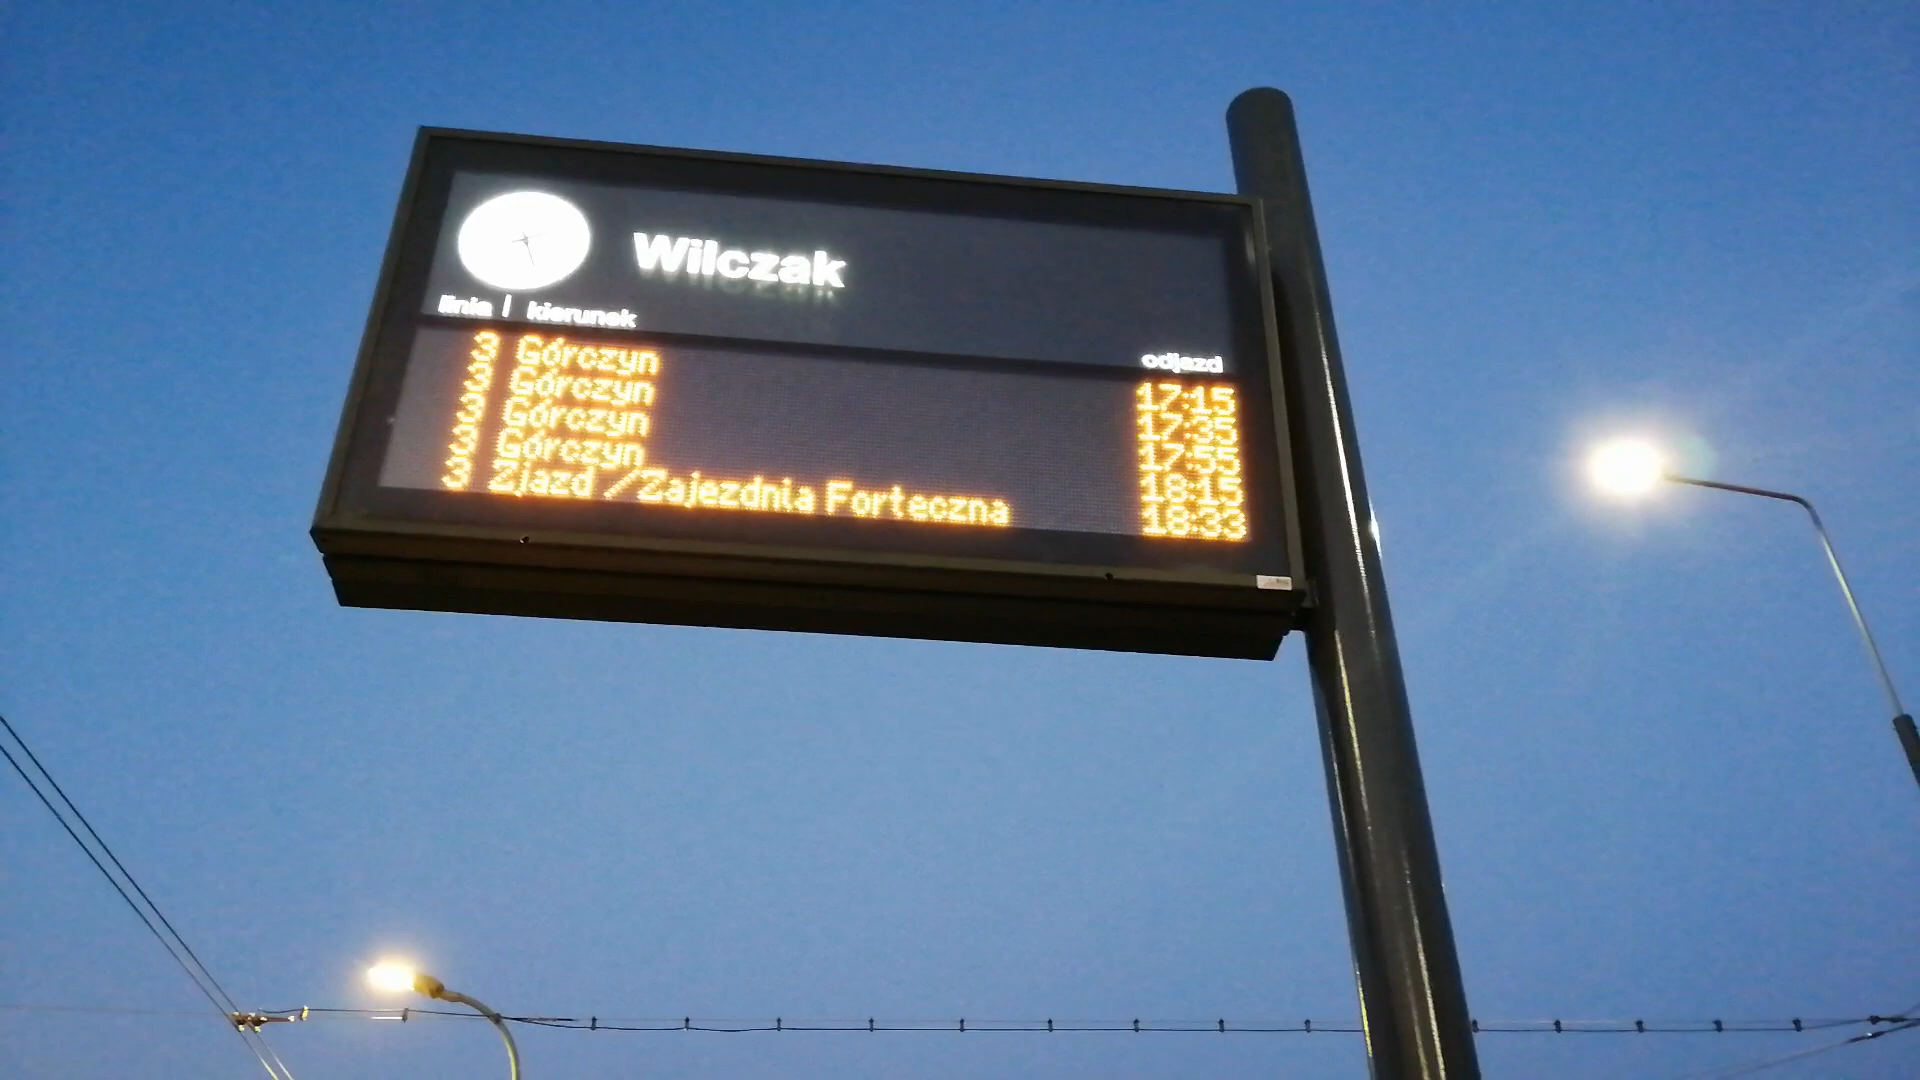 Wilczak
linia | kierunek
odjazd
3 Górczyn 17:15
3 Górczyn 17:35
3 Górczyn 17:55
3 Górczyn 18:15
3 Zjazd /Zajezdnia Forteczna 18:33